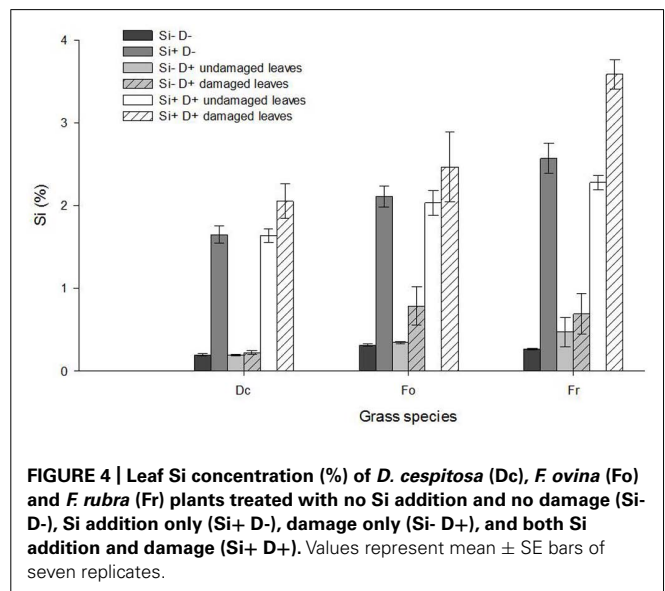 4
3
2
1
0
Si (%)
Si- D-
Si+ D-
Si- D+ undamaged leaves
Si- D+ damaged leaves
Si+ D+ undamaged leaves
Si+ D+ damaged leaves
Dc
Fo
Fr
Grass species
FIGURE 4 | Leaf Si concentration (%) of D. cespitosa (Dc), F. ovina (Fo)
and F. rubra (Fr) plants treated with no Si addition and no damage (Si-
D-), Si addition only (Si+ D-), damage only (Si- D+), and both Si
addition and damage (Si+ D+). Values represent mean ± SE bars of
seven replicates.